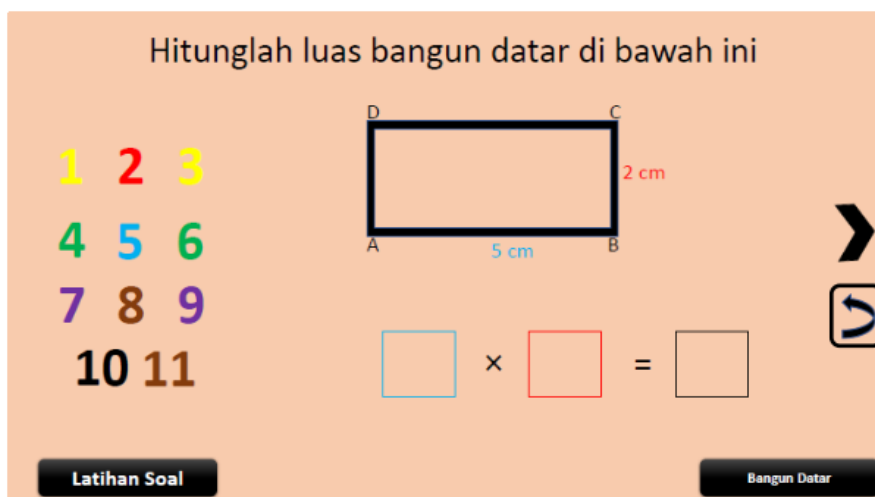 Hitunglah luas bangun datar di bawah ini
D C
1 2 3
2 cm
4 5 6
A B
5 cm
7 8 9
10 11
× =
Latihan Soal
Bangun Datar